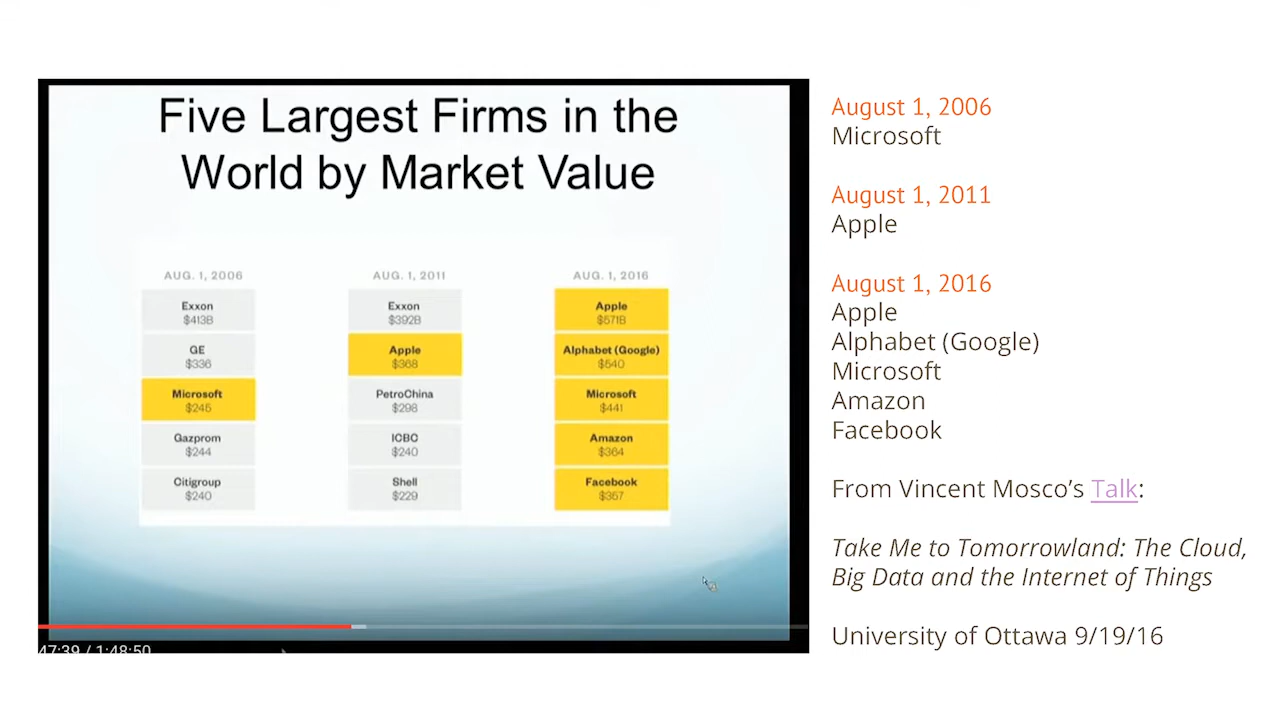 Five Largest Firms in the
World by Market Value
AUG. 1, 2006
Exxon
$413B
GE
$336
Microsoft
$245
Gazprom
$244
Citigroup
$240
AUG. 1, 2011
Exxon
$392B
Apple
$368
PetroChina
$298
ICBC
$240
Shell
$229
AUG. 1, 2016
Apple
$571B
Alphabet (Google)
$540
Microsoft
$441
Amazon
$364
Facebook
$357
47:39 / 1:48:50
August 1, 2006
Microsoft
August 1, 2011
Apple
August 1, 2016
Apple
Alphabet (Google)
Microsoft
Amazon
Facebook
From Vincent Mosco’s Talk:
Take Me to Tomorrowland: The Cloud,
Big Data and the Internet of Things
University of Ottawa 9/19/16